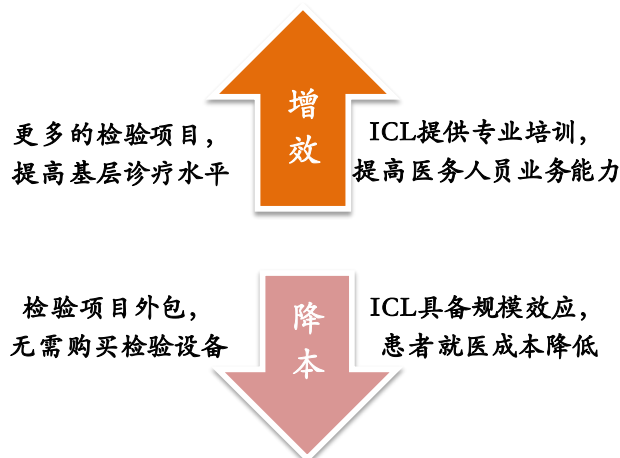 增效
更多的检验项目，
提高基层诊疗水平
ICL提供专业培训，
提高医务人员业务能力
降本
检验项目外包，
无需购买检验设备
ICL具备规模效应，
患者就医成本降低